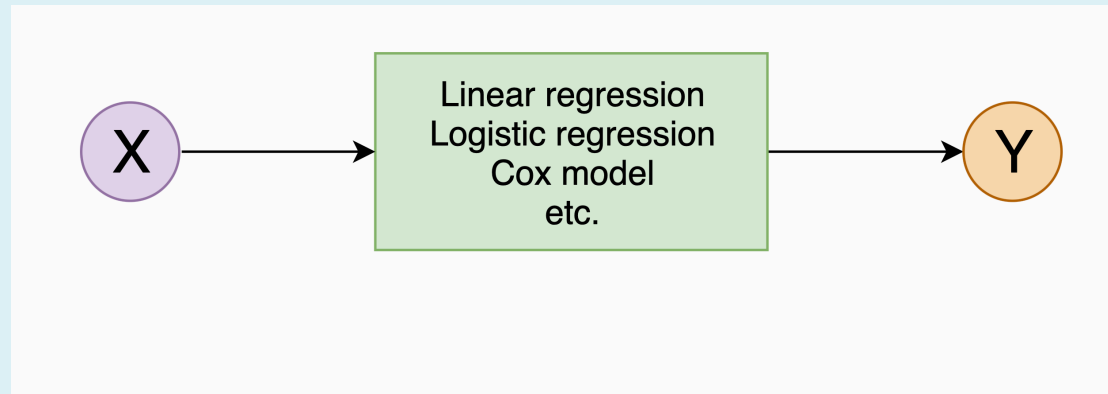 X
Linear regression
Logistic regression
Cox model
etc.
Y